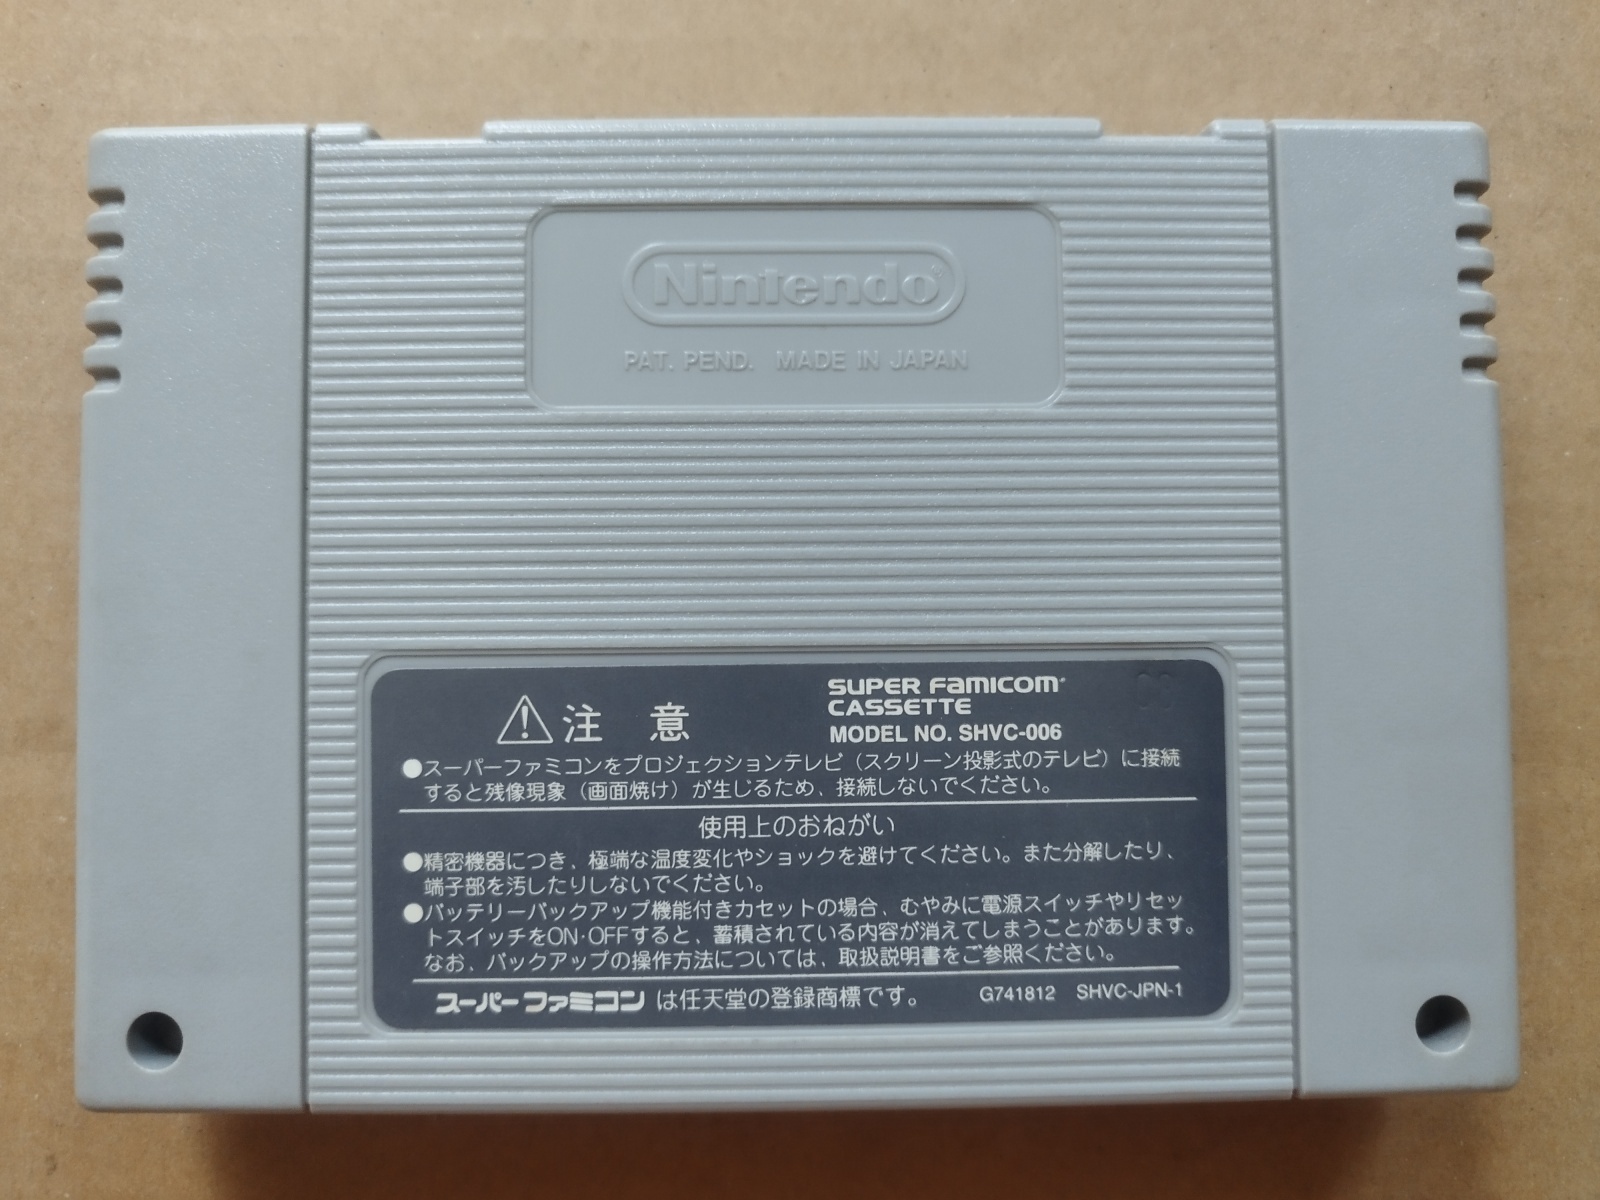 Nintendo
PAT. PEND. MADE IN JAPAN
注意
SUPER FAMICOM
CASSETTE
MODEL NO. SHVC-006
●スーパーファミコンをプロジェクションテレビ(スクリーン投影式のテレビ)に接続
すると残像現象(画面焼け)が生じるため、接続しないでください。
使用上のおねがい
●精密機器につき、極端な温度変化やショックを避けてください。また分解したり、
端子部を汚したりしないでください。
●バッテリーバックアップ機能付きカセットの場合、むやみに電源スイッチやリセッ
トスイッチをON·OFFすると、蓄積されている内容が消えてしまうことがあります。
なお、バックアップの操作方法については、取扱説明書をご参照ください。
スーパーファミコンは任天堂の登録商標です。 G741812 SHVC-JPN-1